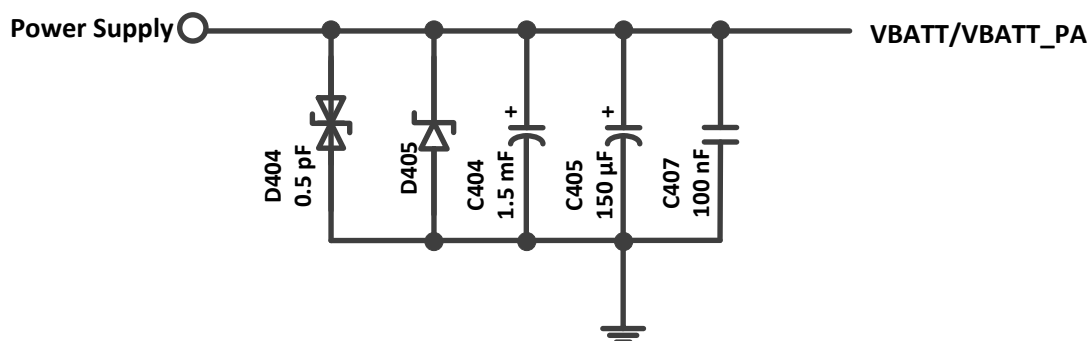 Power Supply
VBATT/VBATT_PA
D404
0.5 pF
D405
C404
1.5 mF
+
C405
150 µF
+
C407
100 nF